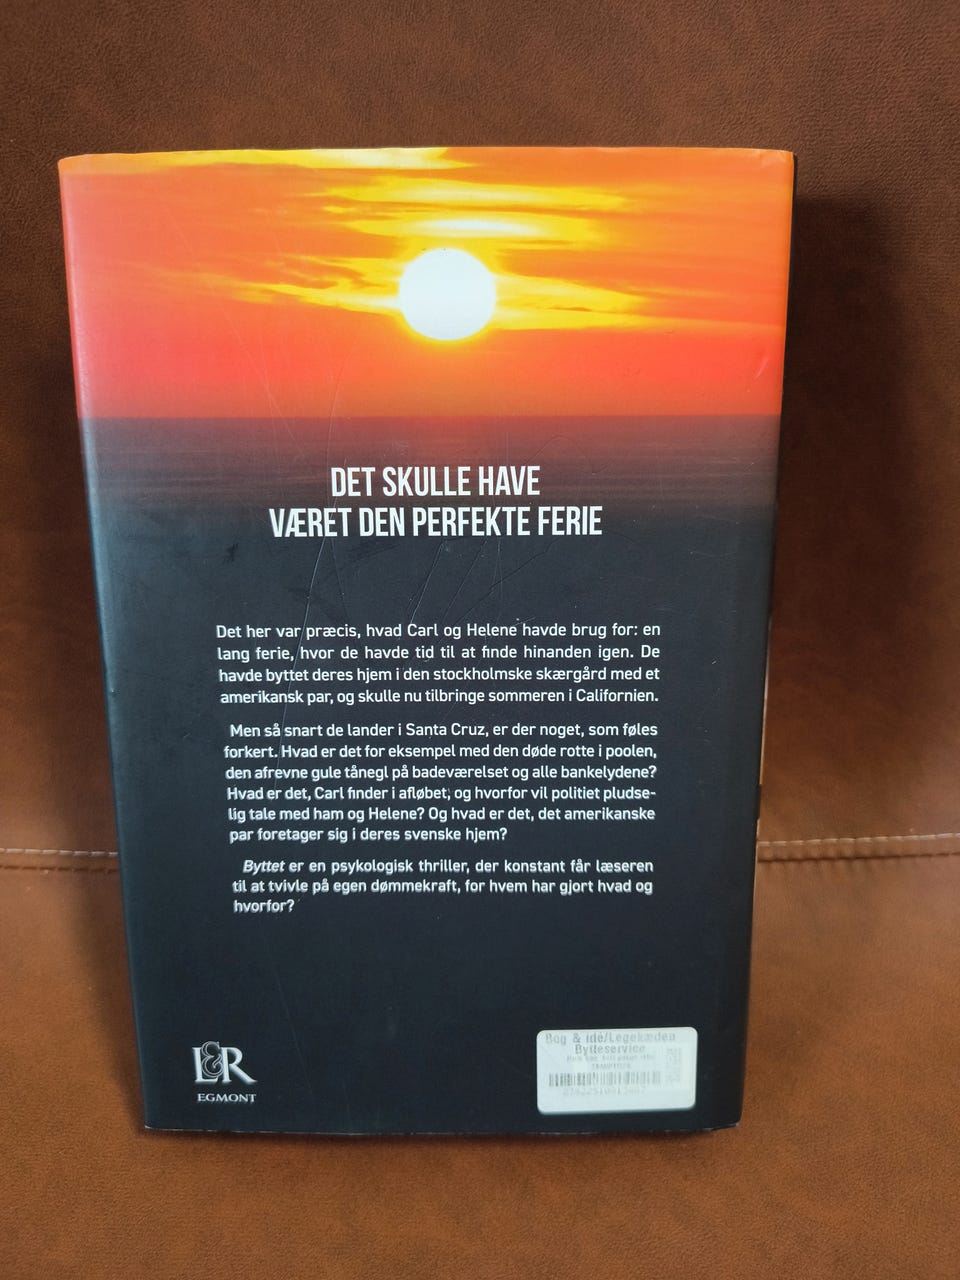 DET SKULLE HAVE
VÆRET DEN PERFEKTE FERIE
Det her var præcis, hvad Carl og Helene havde brug for: en
lang ferie, hvor de havde tid til at finde hinanden igen. De
havde byttet deres hjem i den stockholmske skærgård med et
amerikansk par, og skulle nu tilbringe sommeren i Californien.
Men så snart de lander i Santa Cruz, er der noget, som føles
forkert. Hvad er det for eksempel med den døde rotte i poolen,
den afrevne gule tånegl på badeværelset og alle bankelydene?
Hvad er det, Carl finder i afløbet, og hvorfor vil politiet pludse-
lig tale med ham og Helene? Og hvad er det, det amerikanske
par foretager sig i deres svenske hjem?
Byttet er en psykologisk thriller, der konstant får læseren
til at tvivle på egen dømmekraft, for hvem har gjort hvad og
hvorfor?
L&R
EGMONT
Bog & idé/Legekæden
Bytteservice